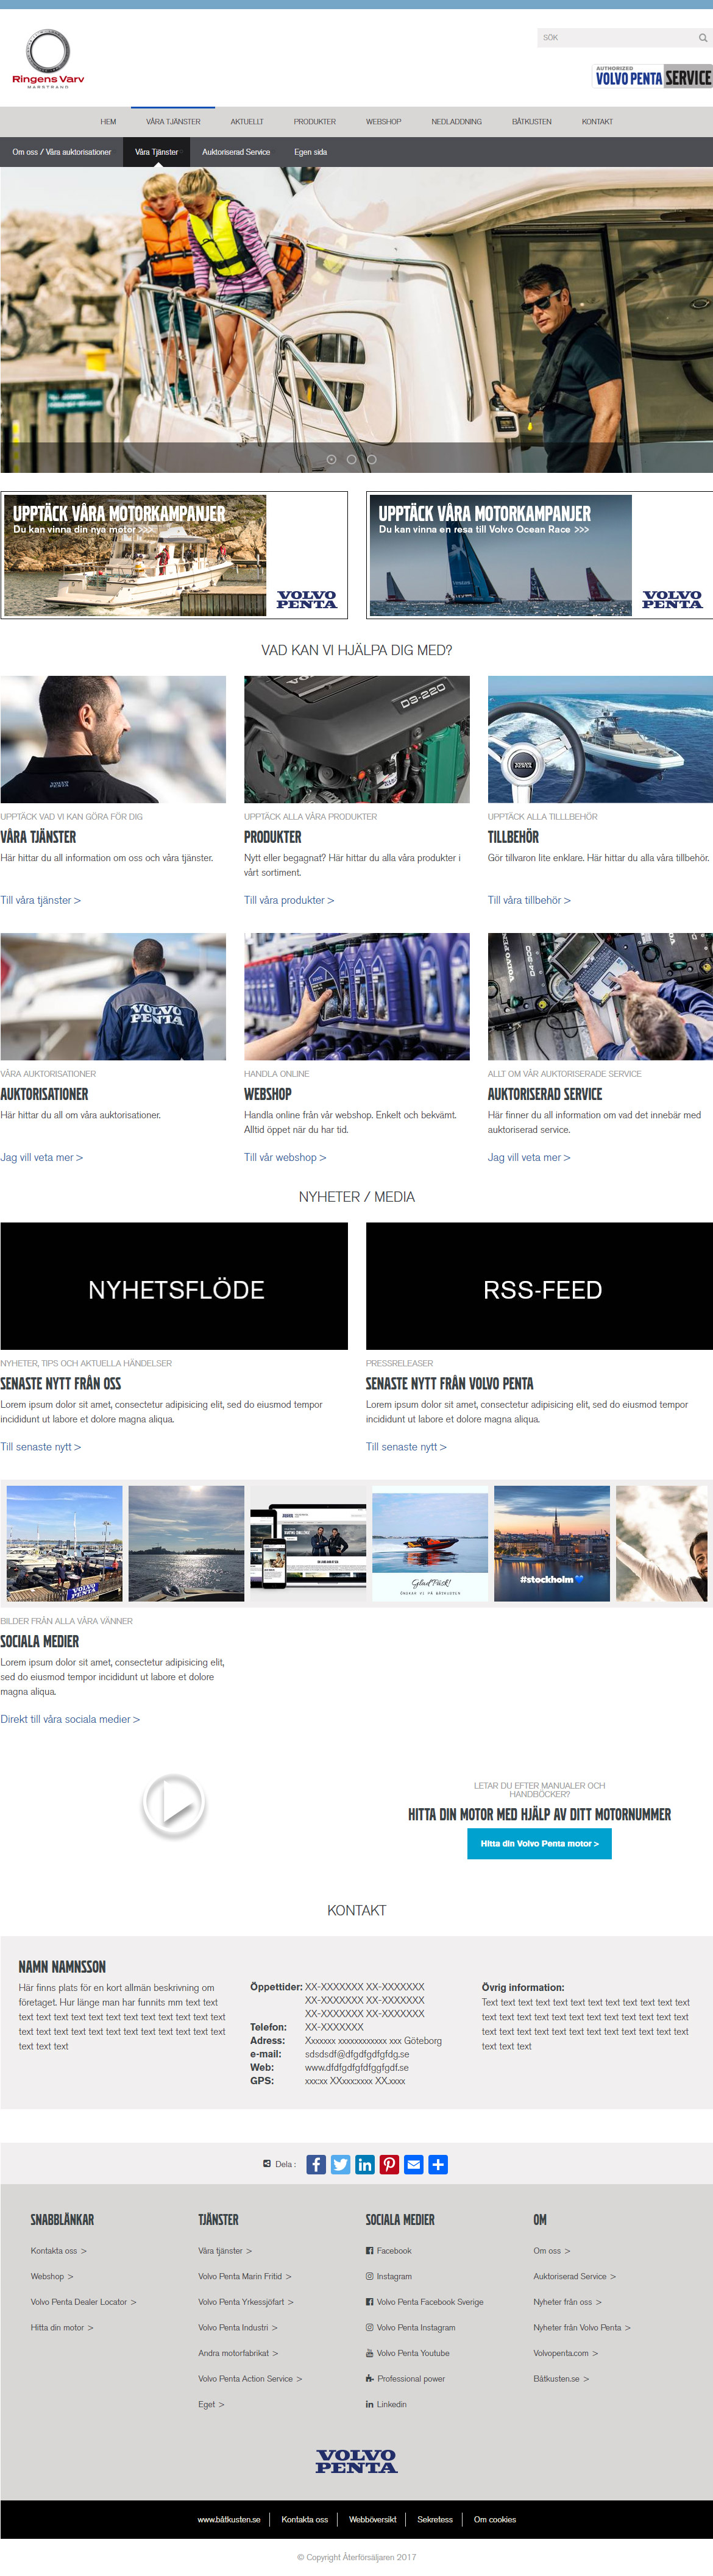 SÖK
Ringens Varv
MARSTRAND
AUTHORIZED
VOLVO PENTA SERVICE
HEM VÅRA TJÄNSTER AKTUELLT PRODUKTER WEBSHOP NEDLADDNING BÅTKUSTEN KONTAKT
Om oss / Våra auktorisationer Våra Tjänster Auktoriserad Service Egen sida
UPPTÄCK VÅRA MOTORKAMPANJER
Du kan vinna din nya motor >>>
VOLVO
PENTA
UPPTÄCK VÅRA MOTORKAMPANJER
Du kan vinna en resa till Volvo Ocean Race >>>
VOLVO
PENTA
VAD KAN VI HJÄLPA DIG MED?
D3-220
UPPTÄCK VAD VI KAN GÖRA FÖR DIG
VÅRA TJÄNSTER
Här hittar du all information om oss och våra tjänster.
Till våra tjänster >
UPPTÄCK ALLA VÅRA PRODUKTER
PRODUKTER
Nytt eller begagnat? Här hittar du alla våra produkter i
vårt sortiment.
Till våra produkter >
UPPTÄCK ALLA TILLLBEHÖR
TILLBEHÖR
Gör tillvaron lite enklare. Här hittar du alla våra tillbehör.
Till våra tillbehör >
VOLVO
PENTA
VÅRA AUKTORISATIONER
AUKTORISATIONER
Här hittar du all om våra auktorisationer.
Jag vill veta mer >
HANDLA ONLINE
WEBSHOP
Handla online från vår webshop. Enkelt och bekvämt.
Alltid öppet när du har tid.
Till vår webshop >
ALLT OM VÅR AUKTORISERADE SERVICE
AUKTORISERAD SERVICE
Här finner du all information om vad det innebär med
auktoriserad service.
Jag vill veta mer >
NYHETER / MEDIA
NYHETSFLÖDE
NYHETER, TIPS OCH AKTUELLA HÄNDELSER
SENASTE NYTT FRÅN OSS
Lorem ipsum dolor sit amet, consectetur adipisicing elit, sed do eiusmod tempor
incididunt ut labore et dolore magna aliqua.
Till senaste nytt >
RSS-FEED
PRESSRELEASER
SENASTE NYTT FRÅN VOLVO PENTA
Lorem ipsum dolor sit amet, consectetur adipisicing elit, sed do eiusmod tempor
incididunt ut labore et dolore magna aliqua.
Till senaste nytt >
VOLVO
PENTA
Glad Påsk!
ÖNSKAR VI PÅ BÅTKUSTEN
#stockholm
BILDER FRÅN ALLA VÅRA VÄNNER
SOCIALA MEDIER
Lorem ipsum dolor sit amet, consectetur adipisicing elit,
sed do eiusmod tempor incididunt ut labore et dolore
magna aliqua.
Direkt till våra sociala medier >
LETAR DU EFTER MANUALER OCH
HANDBÖCKER?
HITTA DIN MOTOR MED HJÄLP AV DITT MOTORNUMMER
Hitta din Volvo Penta motor >
KONTAKT
NAMN NAMNSSON
Här finns plats för en kort allmän beskrivning om
företaget. Hur länge man har funnits mm text text
text text text text text text text text text text text text
text text text text text text text text text text text text
text text text
Öppettider: XX-XXXXXXX XX-XXXXXXX
XX-XXXXXXX XX-XXXXXXX
XX-XXXXXXX XX-XXXXXXX
Telefon: XX-XXXXXXX
Adress: Xxxxxxx xxxxxxxxxxxx xxx Göteborg
e-mail: sdsdsdf@dfgdfgdfgfdg.se
Web: www.dfdfgdfgfdfggfgdf.se
GPS: xxx:xx XXxxx:xxxx XX.xxxx
Övrig information:
Text text text text text text text text text text text text
text text text text text text text text text text text text
text text text text text text text text text text text text
text text text
Dela :
SNABBLÄNKAR
Kontakta oss >
Webshop >
Volvo Penta Dealer Locator >
Hitta din motor >
TJÄNSTER
Våra tjänster >
Volvo Penta Marin Fritid >
Volvo Penta Yrkessjöfart >
Volvo Penta Industri >
Andra motorfabrikat >
Volvo Penta Action Service >
Eget >
SOCIALA MEDIER
Facebook
Instagram
Volvo Penta Facebook Sverige
Volvo Penta Instagram
Volvo Penta Youtube
Professional power
Linkedin
OM
Om oss >
Auktoriserad Service >
Nyheter från oss >
Nyheter från Volvo Penta >
Volvopenta.com >
Båtkusten.se >
VOLVO
PENTA
www.båtkusten.se Kontakta oss Webböversikt Sekretess Om cookies
© Copyright Återförsäljaren 2017